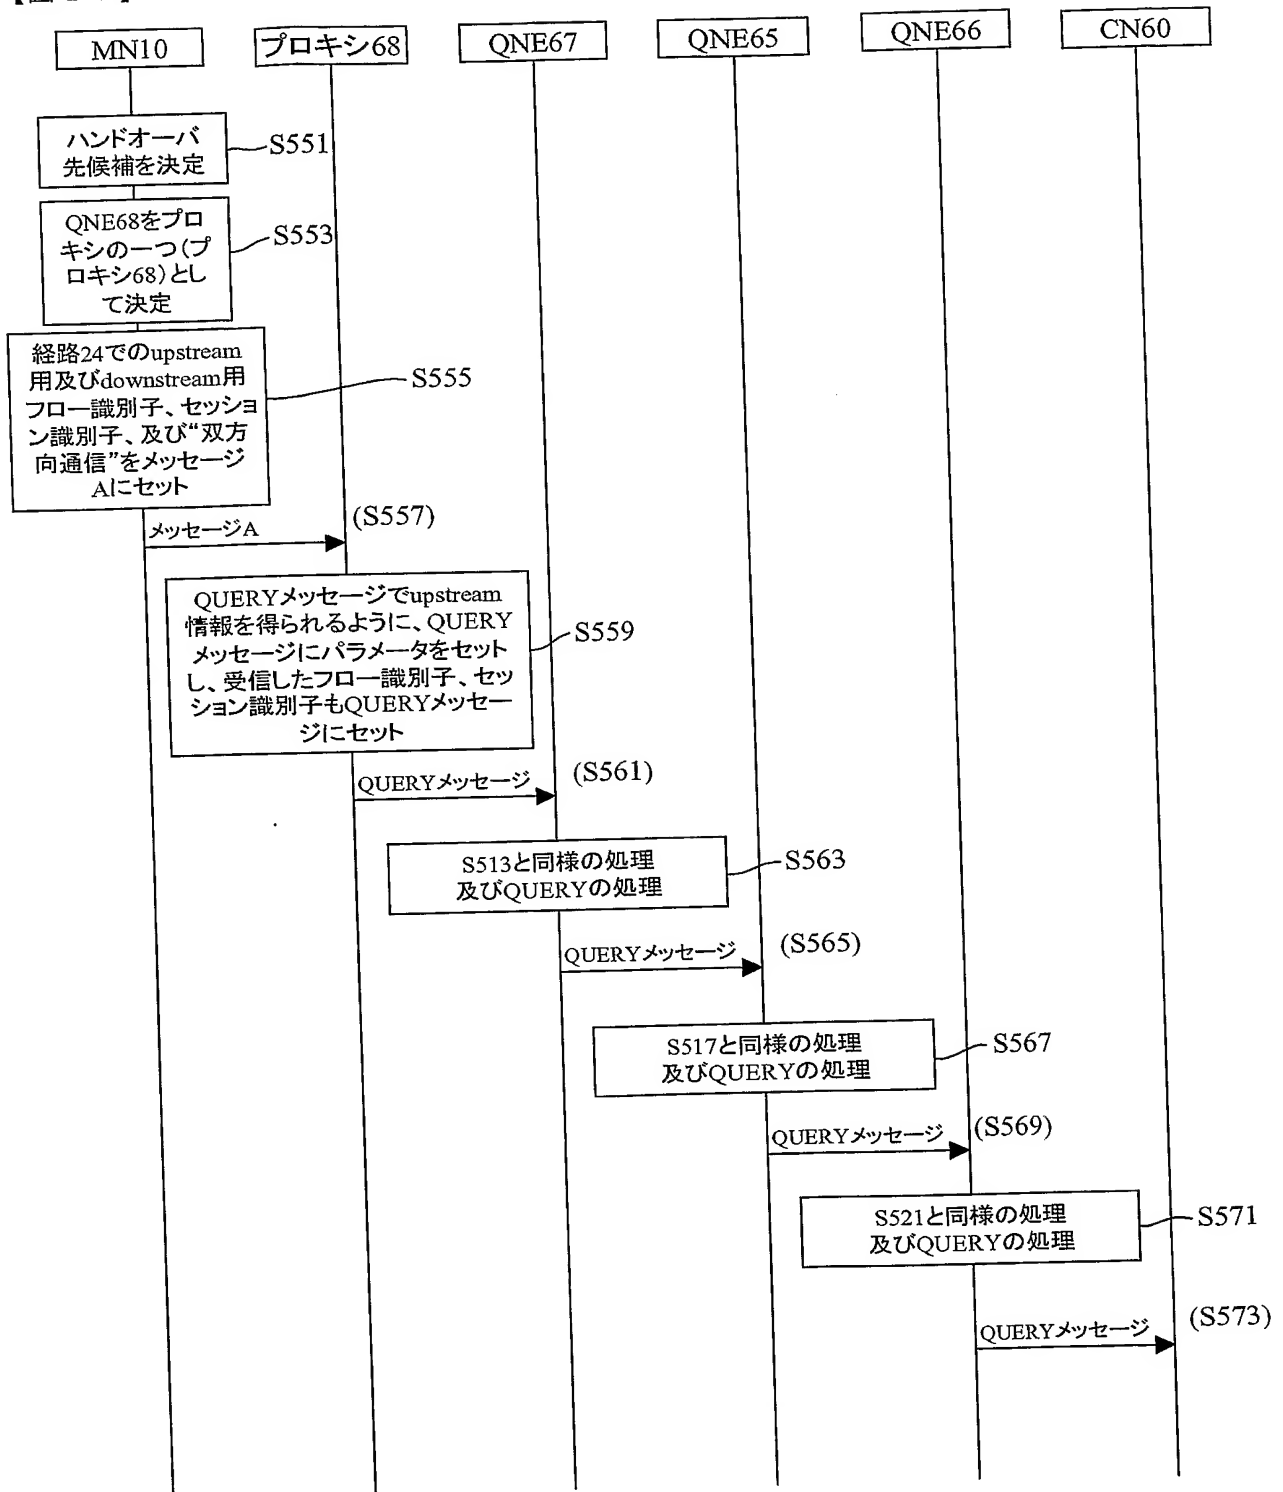 MN10
プロキシ68
QNE67
QNE65
QNE66
CN60
ハンドオーバ
先候補を決定
S551
QNE68をプロ
キシの一つ(プ
ロキシ68)とし
て決定
S553
経路24でのupstream
用及びdownstream用
フロー識別子、セッショ
ン識別子、及び“双方
向通信”をメッセージ
Aにセット
S555
メッセージA
(S557)
QUERYメッセージでupstream
情報を得られるように、QUERY
メッセージにパラメータをセット
し、受信したフロー識別子、セッ
ション識別子もQUERYメッセー
ジにセット
S559
QUERYメッセージ
(S561)
S513と同様の処理
及びQUERYの処理
S563
QUERYメッセージ
(S565)
S517と同様の処理
及びQUERYの処理
S567
QUERYメッセージ
(S569)
S521と同様の処理
及びQUERYの処理
S571
QUERYメッセージ
(S573)